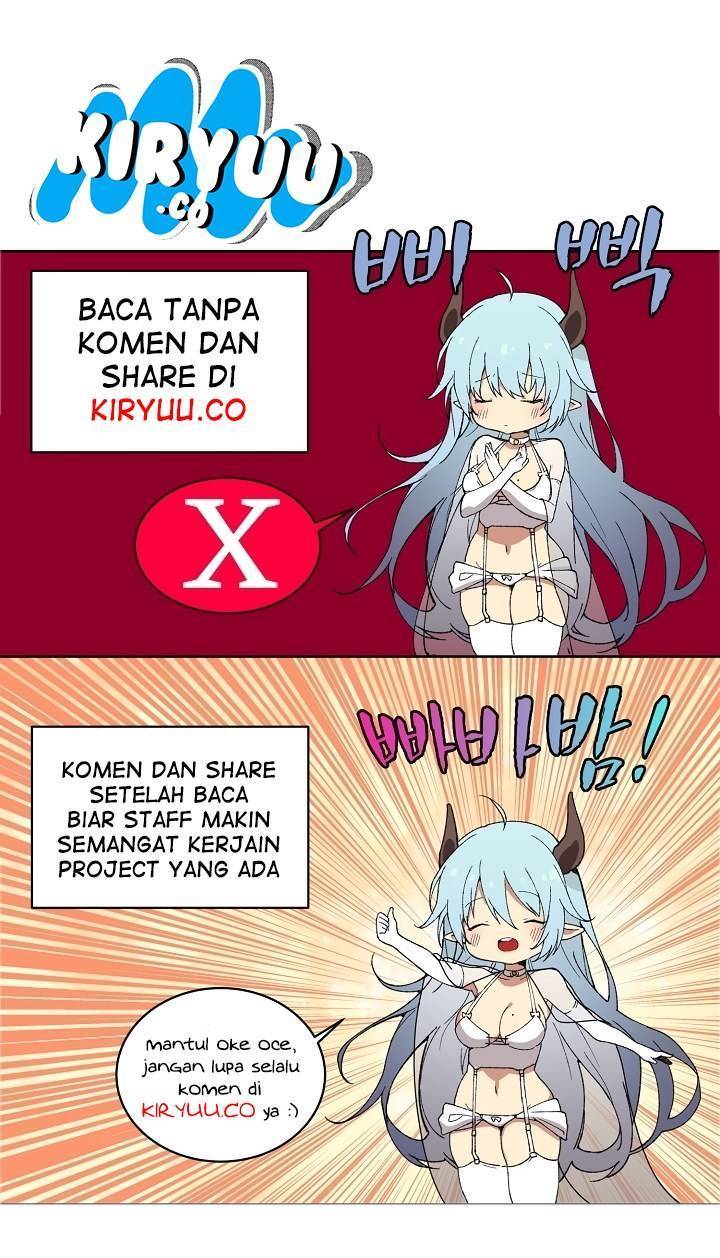 KIRYUU
.CO
삐 빅
BACA TANPA
KOMEN DAN
SHARE DI
KIRYUU.CO
X
빠바밤!
KOMEN DAN SHARE
SETELAH BACA
BIAR STAFF MAKIN
SEMANGAT KERJAIN
PROJECT YANG ADA
mantul oke oce,
jangan lupa selalu
komen di
KIRYUU.CO ya :)